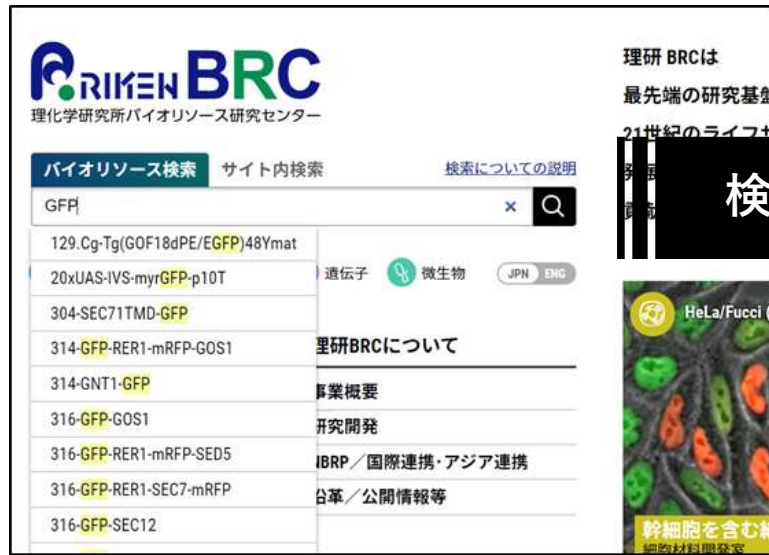 RIKEN BRC
理化学研究所バイオリソース研究センター
バイオリソース検索 サイト内検索 検索についての説明
GFP ×
129.Cg-Tg(GOF18dPE/EGFP)48Ymat
20xUAS-IVS-myrGFP-p10T
304-SEC71TMD-GFP
314-GFP-RER1-mRFP-GOS1
314-GNT1-GFP
316-GFP-GOS1
316-GFP-RER1-mRFP-SED5
316-GFP-RER1-SEC7-mRFP
316-GFP-SEC12
遺伝子 微生物 JPN ENG
理研BRCについて
事業概要
研究開発
NBRP／国際連携・アジア連携
沿革／公開情報等
理研 BRCは
最先端の研究基盤
21世紀のライフサ
検
HeLa/Fucci (
幹細胞を含む
細胞材料開発室